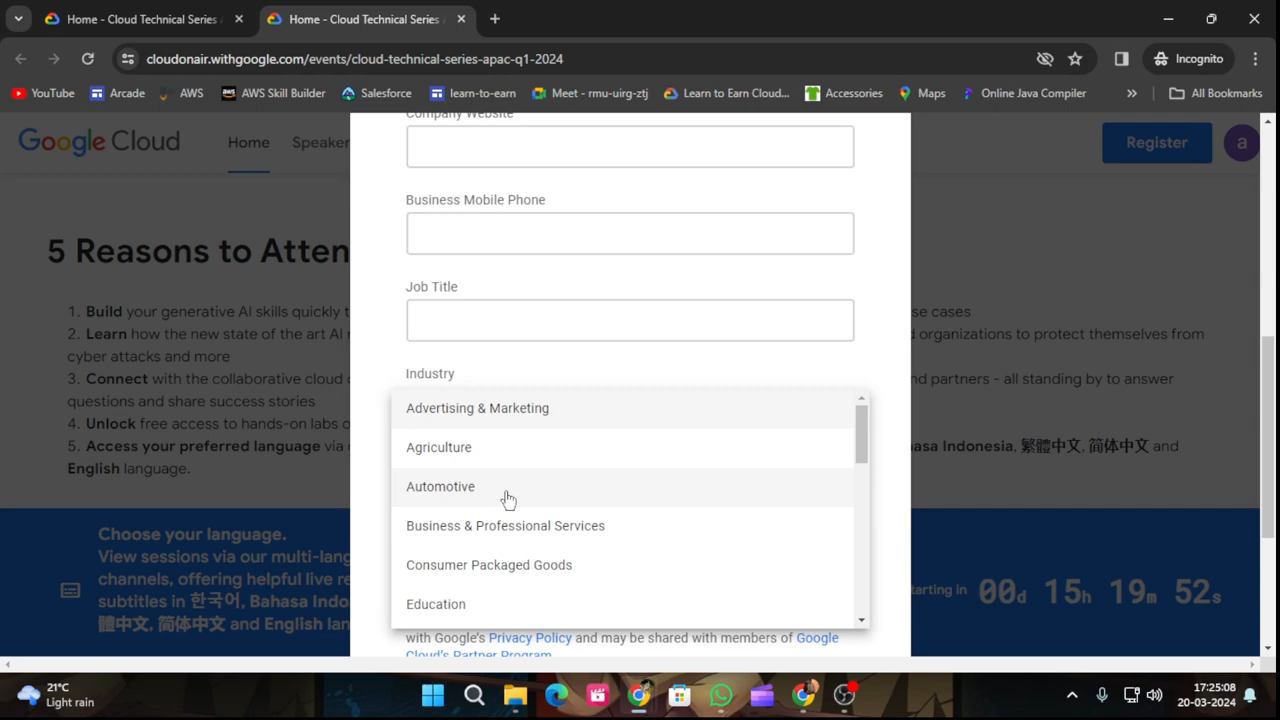 Home - Cloud Technical Series
Home - Cloud Technical Series
cloudonair.withgoogle.com/events/cloud-technical-series-apac-q1-2024
Incognito
YouTube
Arcade
AWS
AWS Skill Builder
Salesforce
learn-to-earn
Meet - rmu-uirg-ztj
Learn to Earn Cloud...
Accessories
Maps
Online Java Compiler
»
All Bookmarks
Google Cloud
Home
Speaker
Register
a
Company Website
Business Mobile Phone
Job Title
Industry
Advertising & Marketing
Agriculture
Automotive
Business & Professional Services
Consumer Packaged Goods
Education
with Google's Privacy Policy and may be shared with members of Google
Cloud's Partner Program
5 Reasons to Atten
1. Build your generative AI skills quickly t
se cases
2. Learn how the new state of the art AI
d organizations to protect themselves from
cyber attacks and more
3. Connect with the collaborative cloud
nd partners - all standing by to answer
questions and share success stories
4. Unlock free access to hands-on labs o
5. Access your preferred language via
asa Indonesia, 繁體中文, 简体中文 and
English language.
Choose your language.
View sessions via our multi-lang
channels, offering helpful live re
subtitles in 한국어, Bahasa Indo
體中文, 简体中文 and English lan
tarting in 00d 15h 19m 52s
21°C
Light rain
17:25:08
20-03-2024